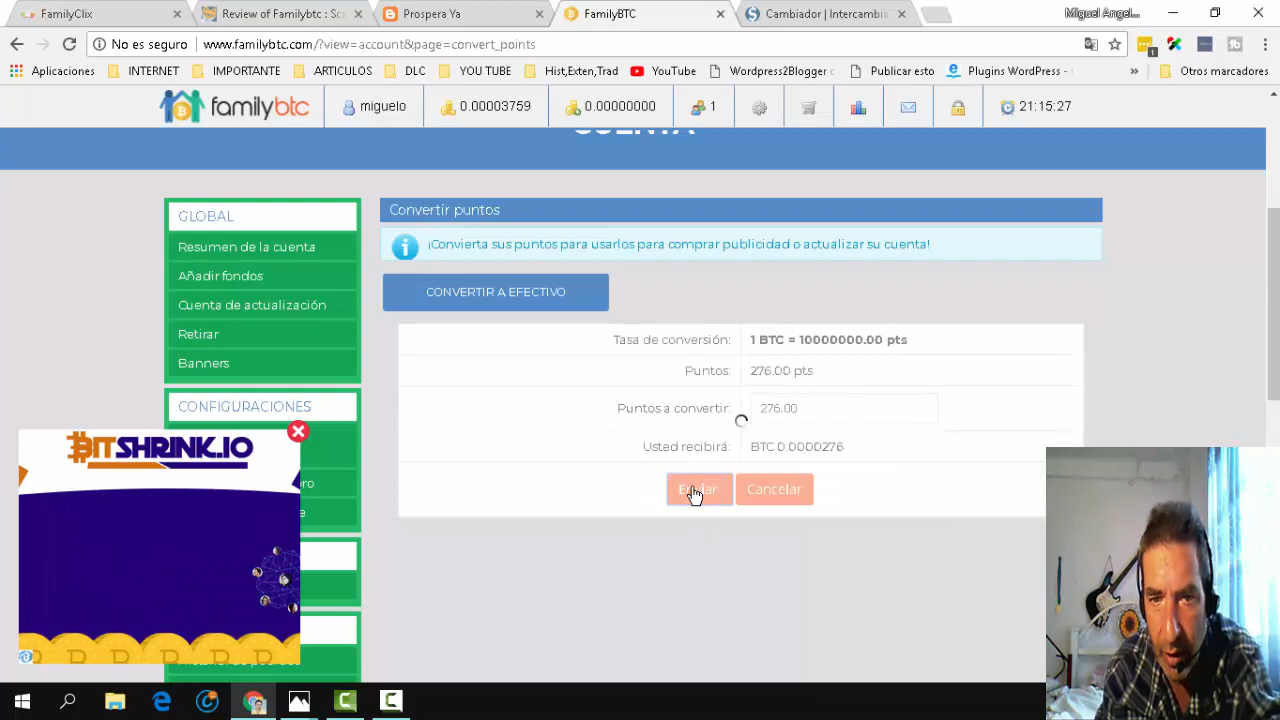 FamilyClix
Review of Familybtc : Sc
Prospera Ya
FamilyBTC
Cambiador | Intercambia
Miguel Angel...
No es seguro
www.familybtc.com/?view=account&page=convert_points
1
Aplicaciones
INTERNET
IMPORTANTE
ARTICULOS
DLC
YOU TUBE
Hist,Exten,Trad
YouTube
Wordpress2Blogger c
Publicar esto
Plugins WordPress -
»
Otros marcadores
familybtc
miguelo
0.00003759
0.00000000
1
21:15:27
CUENTA
GLOBAL
Resumen de la cuenta
Añadir fondos
Cuenta de actualización
Retirar
Banners
CONFIGURACIONES
Convertir puntos
¡Convierta sus puntos para usarlos para comprar publicidad o actualizar su cuenta!
CONVERTIR A EFECTIVO
Tasa de conversión:
1 BTC = 10000000.00 pts
Puntos:
276.00 pts
Puntos a convertir:
276.00
Usted recibirá:
BTC 0.0000276
Enviar
Cancelar
BITSHRINK.IO